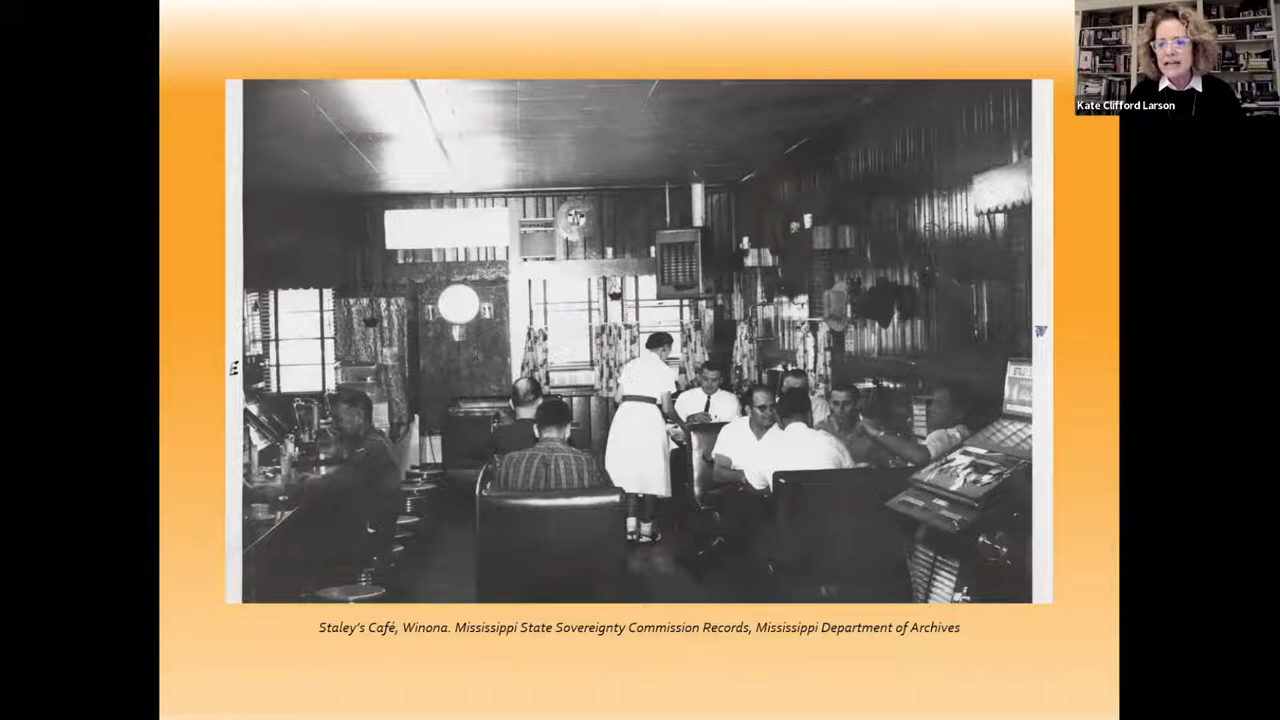 Kate Clifford Larson
Staley's Café, Winona. Mississippi State Sovereignty Commission Records, Mississippi Department of Archives